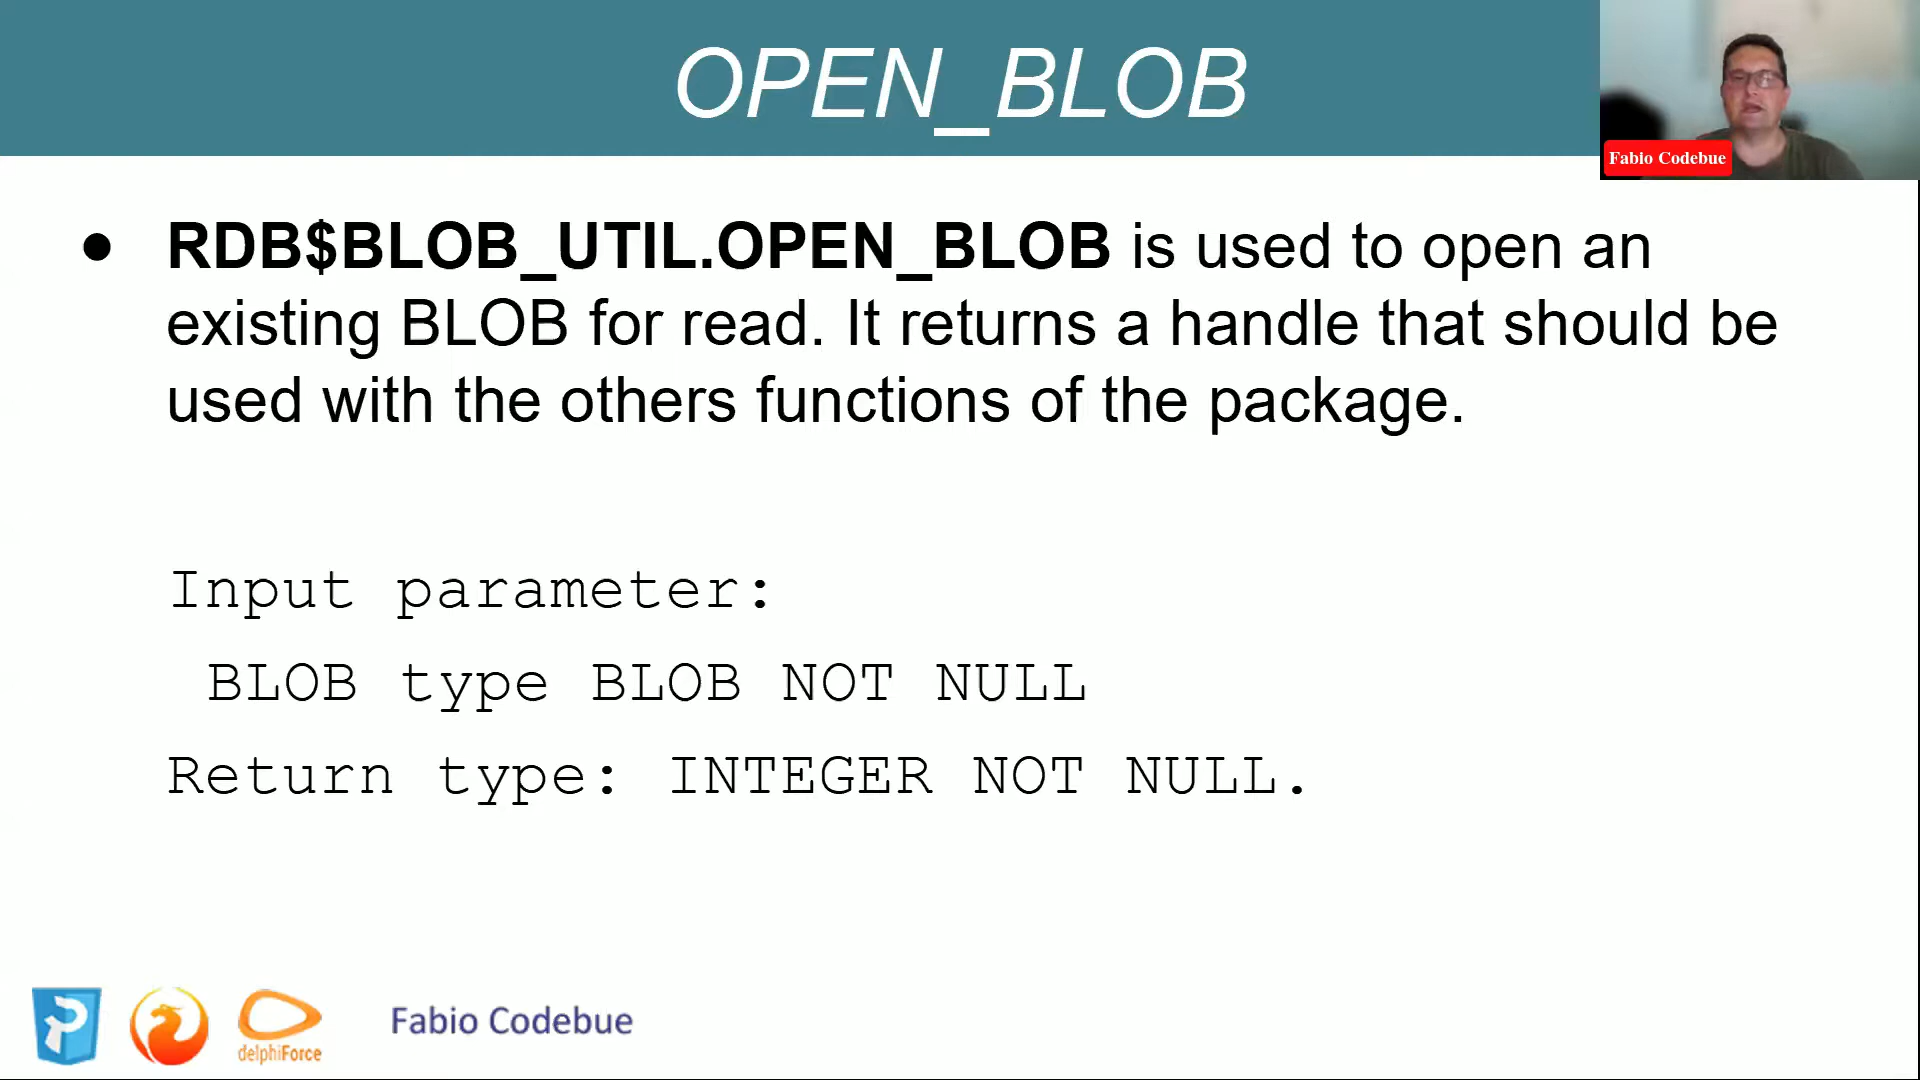 OPEN_BLOB
Fabio Codebue
● RDB$BLOB_UTIL.OPEN_BLOB is used to open an
existing BLOB for read. It returns a handle that should be
used with the others functions of the package.
Input parameter:
BLOB type BLOB NOT NULL
Return type: INTEGER NOT NULL.
delphiForce
Fabio Codebue